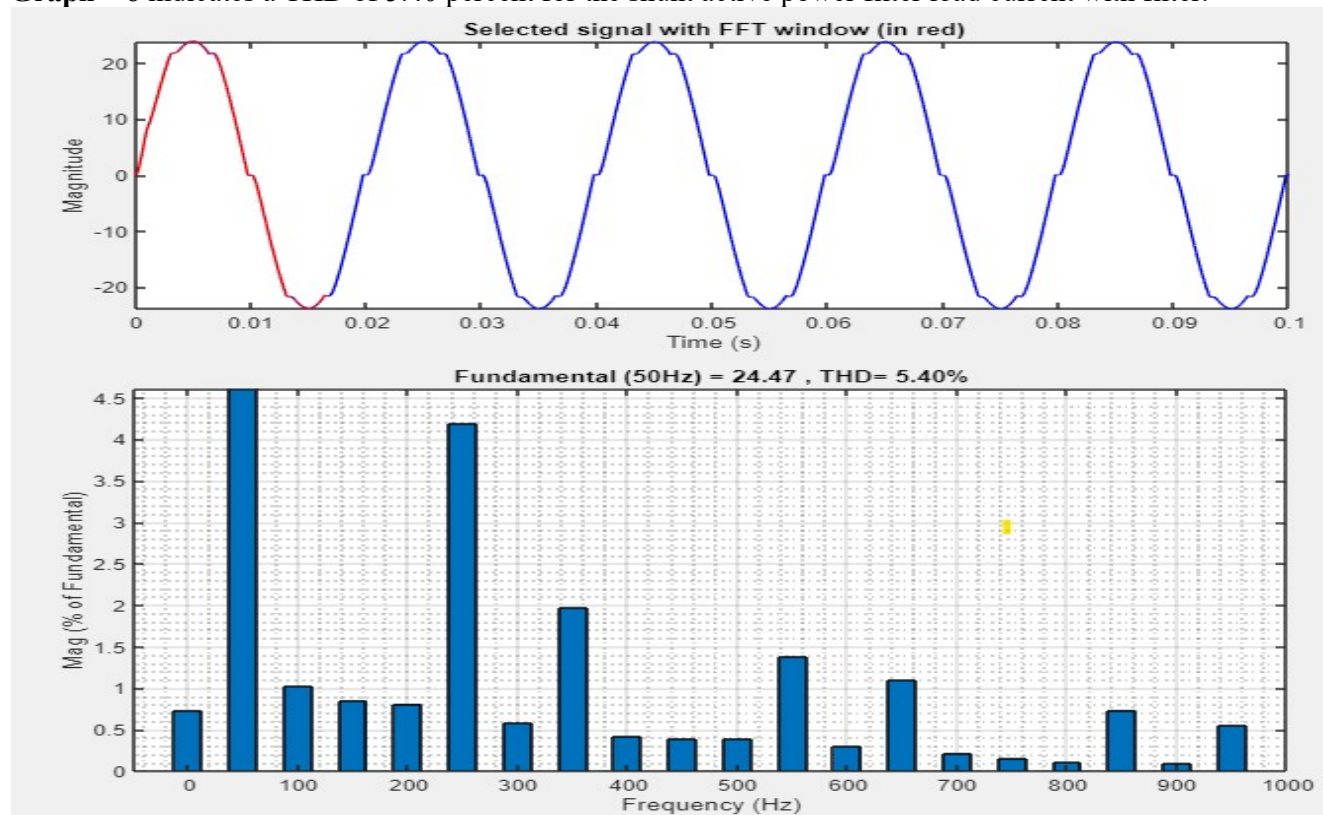 Selected signal with FFT window (in red)
20
10
0
-10
-20
Magnitude
0 0.01 0.02 0.03 0.04 0.05 0.06 0.07 0.08 0.09 0.1
Time (s)
Fundamental (50Hz) = 24.47 , THD= 5.40%
4.5
4
3.5
3
2.5
2
1.5
1
0.5
0
Mag (% of Fundamental)
0 100 200 300 400 500 600 700 800 900 1000
Frequency (Hz)